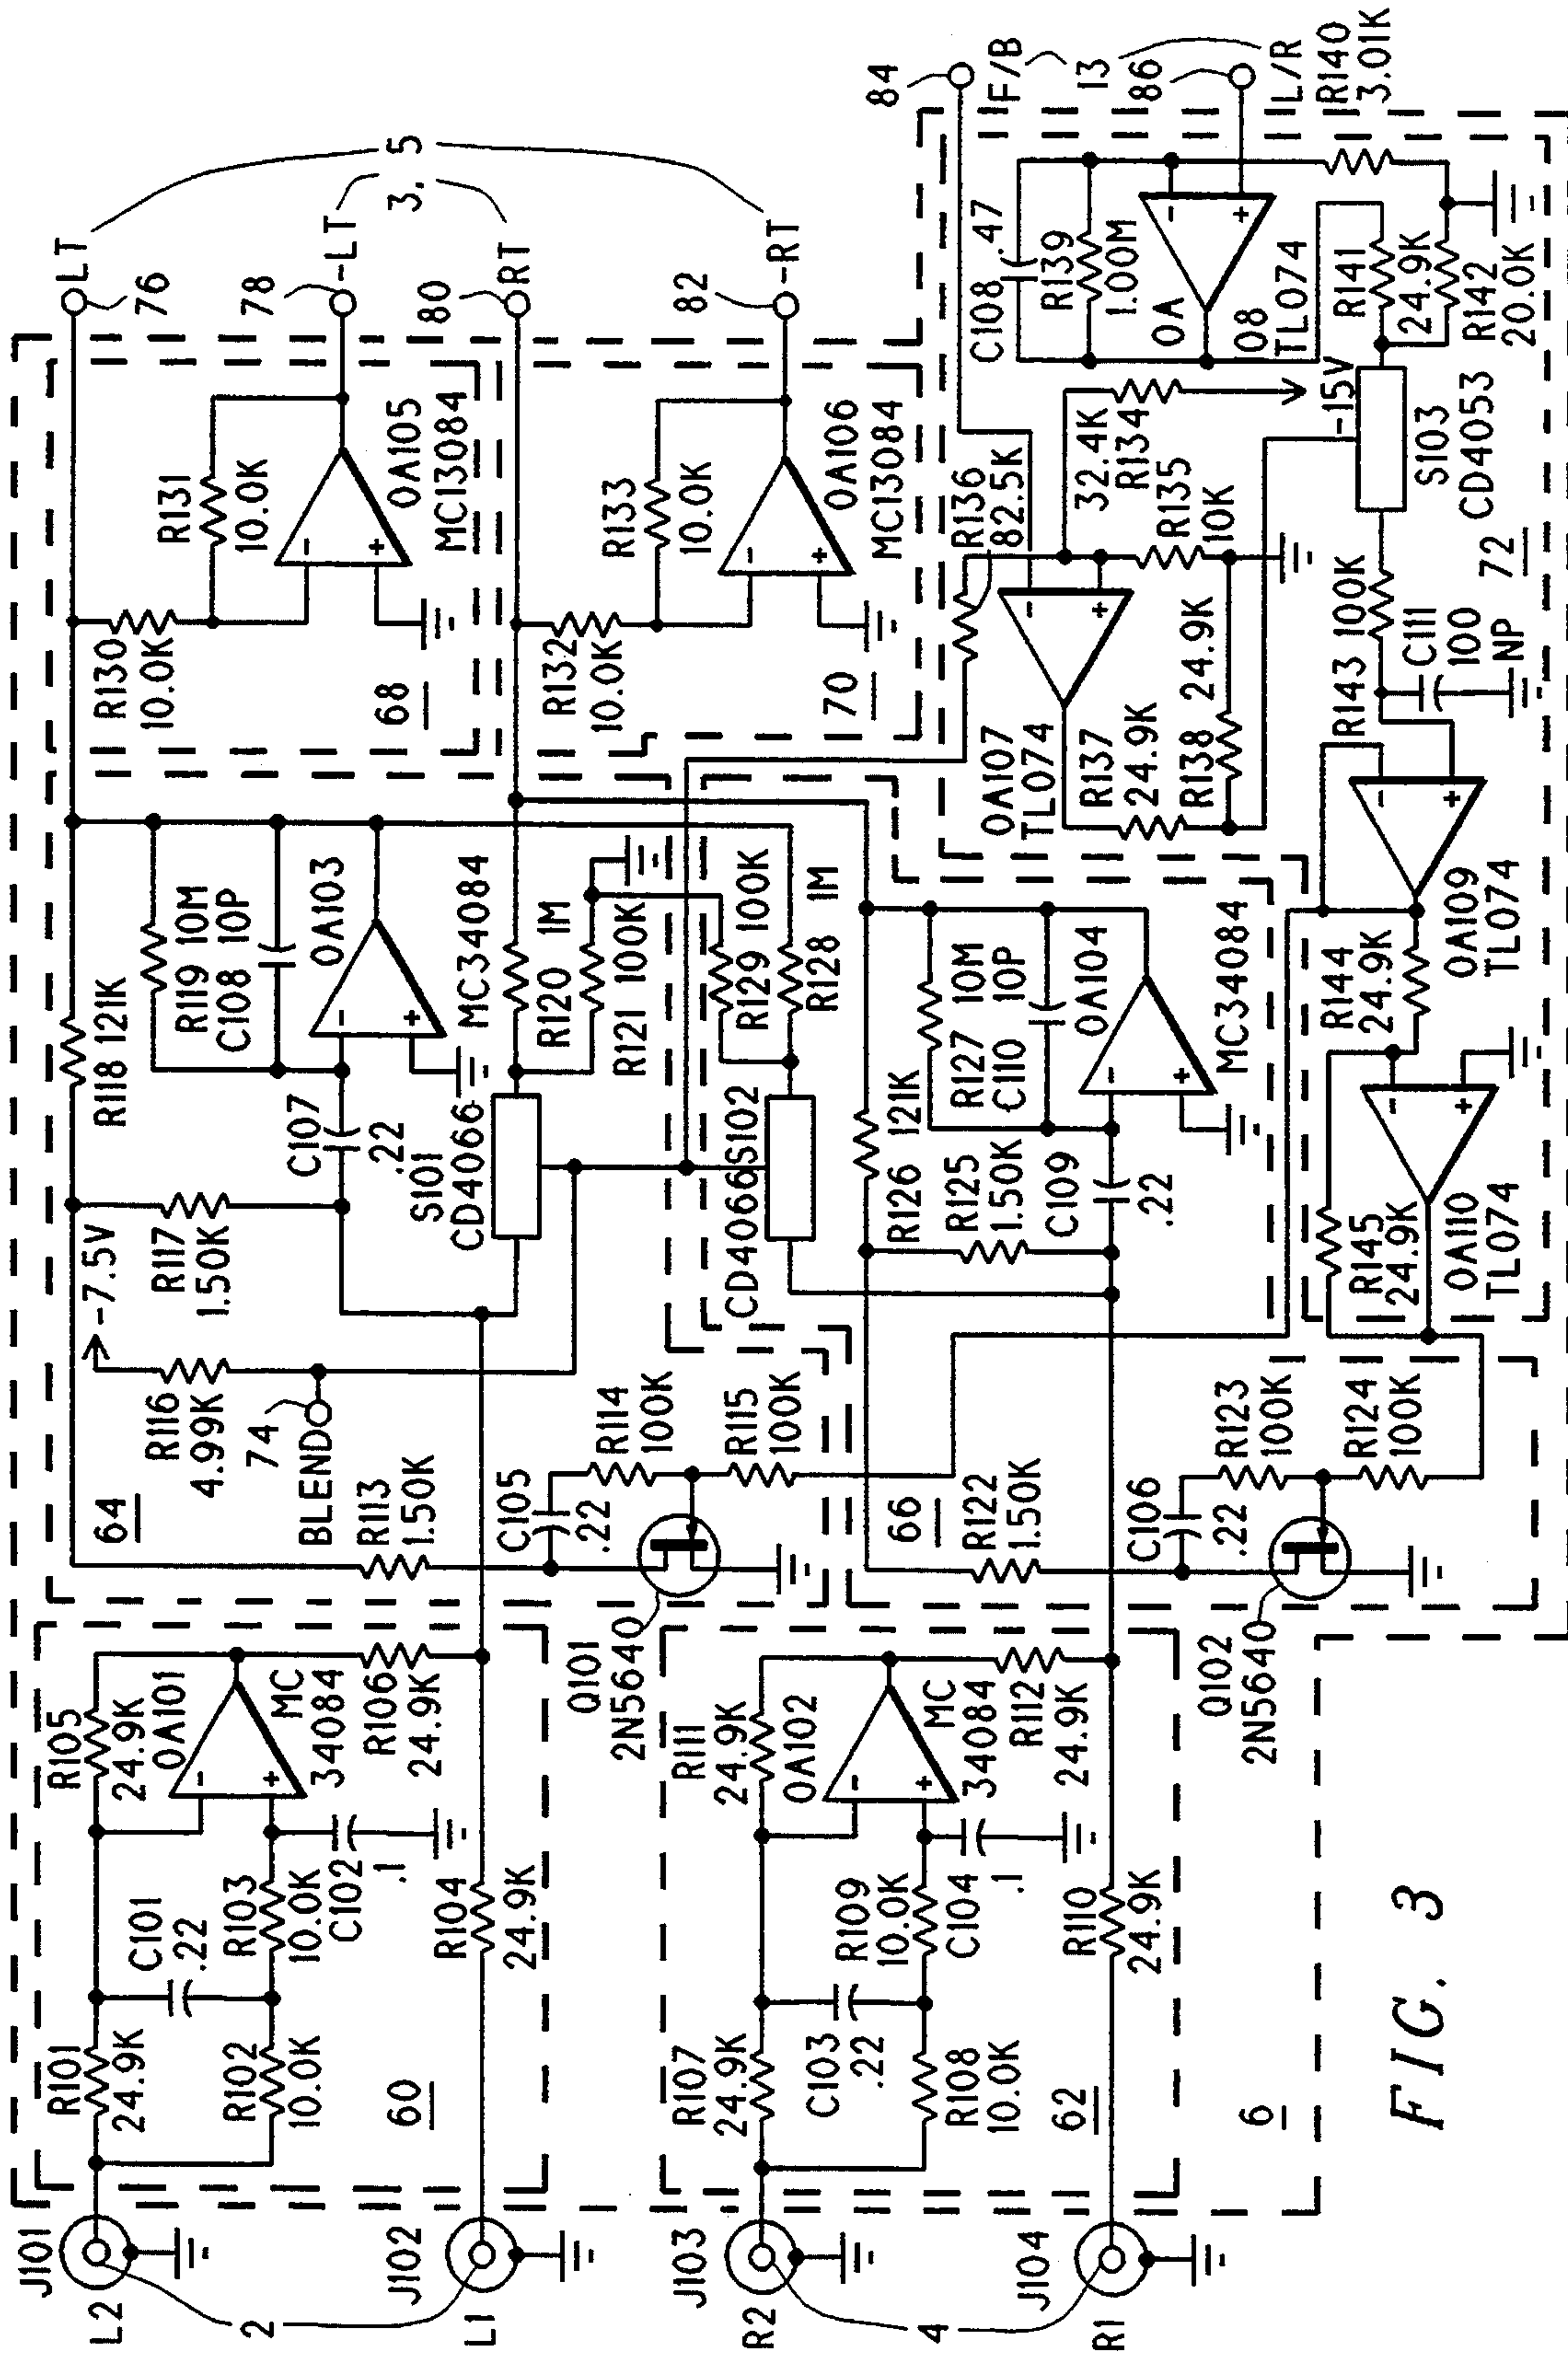 J101
L2
2
J102
L1
J103
R2
4
J104
R1
R101
24.9K
C101
.22
R105
24.9K
OA101
R102
10.0K
R103
10.0K
C102
.1
MC
34084
R106
24.9K
R104
24.9K
60
R107
24.9K
C103
.22
R111
24.9K
OA102
R108
10.0K
R109
10.0K
C104
.1
MC
34084
R112
24.9K
R110
24.9K
62
6
64
R116
4.99K
-7.5V
74
BLEND
R113
1.50K
R117
1.50K
R118 121K
R119 10M
C108 10P
C107
.22
OA103
MC34084
S101
CD4066
R120 1M
R121 100K
R129 100K
R128 1M
C105
.22
R114
100K
R115
100K
Q101
2N5640
CD4066 S102
66
R122
1.50K
R126 121K
R125
1.50K
R127 10M
C110 10P
C109
.22
OA104
MC34084
C106
.22
R123
100K
R124
100K
Q102
2N5640
R130
10.0K
R131
10.0K
68
OA105
MC13084
R132
10.0K
R133
10.0K
70
OA106
MC13084
LT
76
-LT
78
RT
80
-RT
82
3,
5
84
F/B
13
86
L/R
R140
3.01K
R136
82.5K
32.4K
R134
R135
10K
-15V
OA107
TL074
R137
24.9K
R138
24.9K
C108
.47
R139
1.00M
OA
108
TL074
R141
24.9K
R142
20.0K
S103
CD4053
72
R143 100K
C111
100
NP
OA109
TL074
R144
24.9K
R145
24.9K
OA110
TL074
FIG. 3